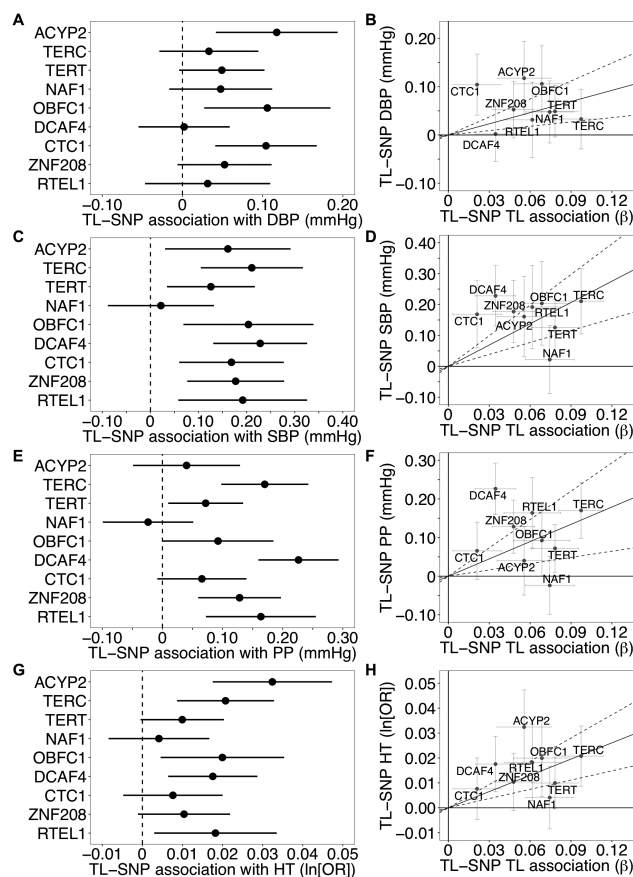 A
ACYP2
TERC
TERT
NAF1
OBFC1
DCAF4
CTC1
ZNF208
RTEL1
−0.10 0 0.10 0.20
TL−SNP association with DBP (mmHg)
B
TL−SNP DBP (mmHg)
0.20
0.10
0
−0.10
CTC1
ACYP2
OBFC1
ZNF208
TERT
NAF1
TERC
RTEL1
DCAF4
0 0.03 0.06 0.09 0.12
TL−SNP TL association (β)
C
ACYP2
TERC
TERT
NAF1
OBFC1
DCAF4
CTC1
ZNF208
RTEL1
−0.10 0 0.10 0.20 0.30 0.40
TL−SNP association with SBP (mmHg)
D
TL−SNP SBP (mmHg)
0.40
0.30
0.20
0.10
0
−0.10
DCAF4
OBFC1
TERC
ZNF208
RTEL1
CTC1
ACYP2
TERT
NAF1
0 0.03 0.06 0.09 0.12
TL−SNP TL association (β)
E
ACYP2
TERC
TERT
NAF1
OBFC1
DCAF4
CTC1
ZNF208
RTEL1
−0.10 0 0.10 0.20 0.30
TL−SNP association with PP (mmHg)
F
TL−SNP PP (mmHg)
0.30
0.20
0.10
0
−0.10
DCAF4
RTEL1
TERC
ZNF208
OBFC1
CTC1
TERT
ACYP2
NAF1
0 0.03 0.06 0.09 0.12
TL−SNP TL association (β)
G
ACYP2
TERC
TERT
NAF1
OBFC1
DCAF4
CTC1
ZNF208
RTEL1
−0.01 0 0.01 0.02 0.03 0.04 0.05
TL−SNP association with HT (ln[OR])
H
TL−SNP HT (ln[OR])
0.05
0.04
0.03
0.02
0.01
0.00
−0.01
ACYP2
OBFC1
TERC
DCAF4
RTEL1
ZNF208
CTC1
TERT
NAF1
0 0.03 0.06 0.09 0.12
TL−SNP TL association (β)